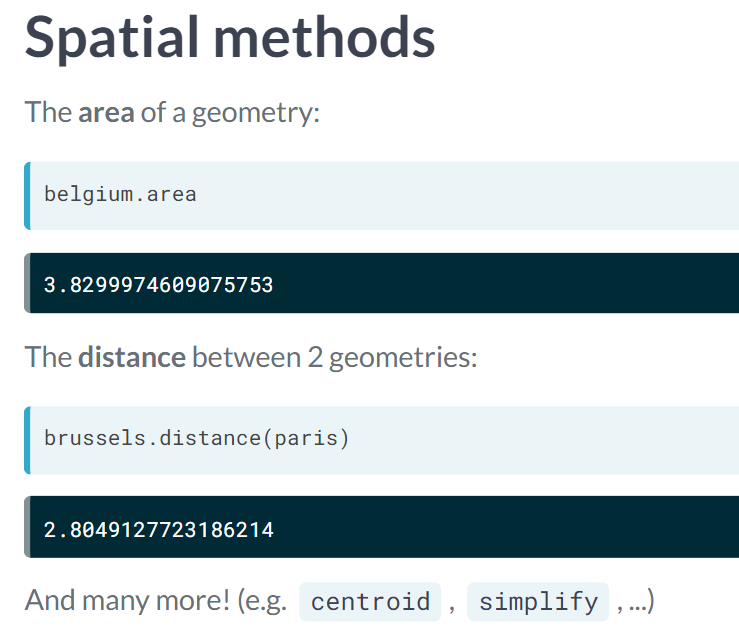 Spatial methods
The area of a geometry:
belgium.area
3.8299974609075753
The distance between 2 geometries:
brussels.distance(paris)
2.8049127723186214
And many more! (e.g. centroid , simplify , ...)